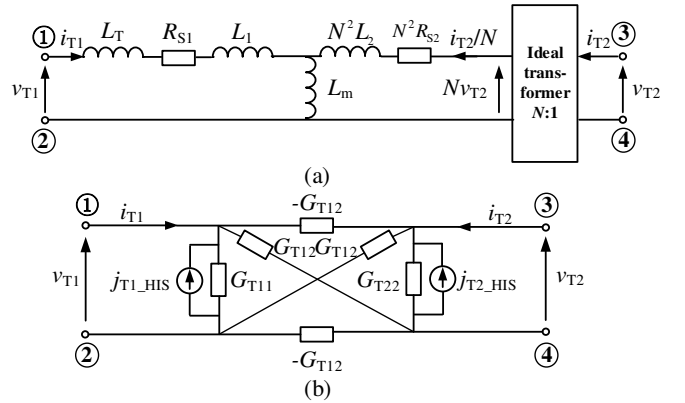 ① i_T1 L_T R_S1 L_1 N²L_2 N²R_S2 i_T2/N i_T2 ③
v_T1 L_m Nv_T2 Ideal trans-former N:1 v_T2
② ④
(a)
① i_T1 -G_T12 i_T2 ③
G_T12 G_T12
v_T1 j_T1_HIS G_T11 G_T22 j_T2_HIS v_T2
② -G_T12 ④
(b)